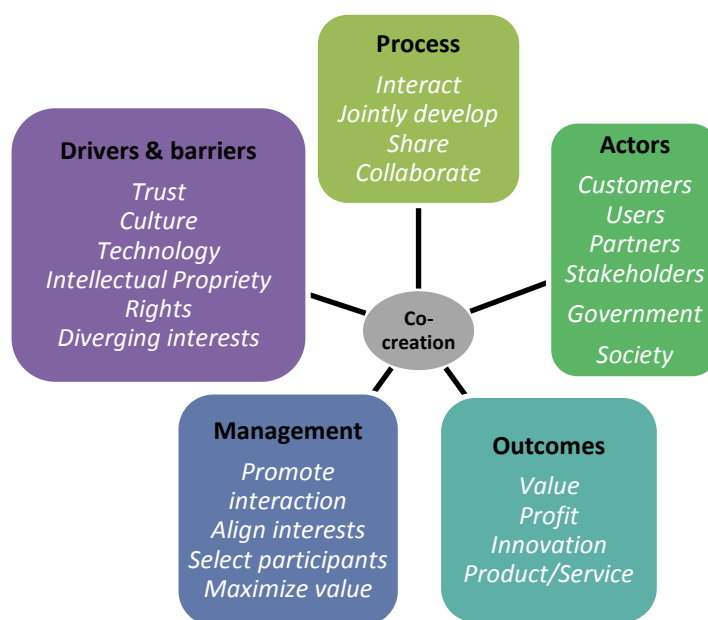 Process
Interact
Jointly develop
Share
Collaborate
Drivers & barriers
Trust
Culture
Technology
Intellectual Propriety
Rights
Diverging interests
Actors
Customers
Users
Partners
Stakeholders
Government
Society
Co-
creation
Management
Promote
interaction
Align interests
Select participants
Maximize value
Outcomes
Value
Profit
Innovation
Product/Service